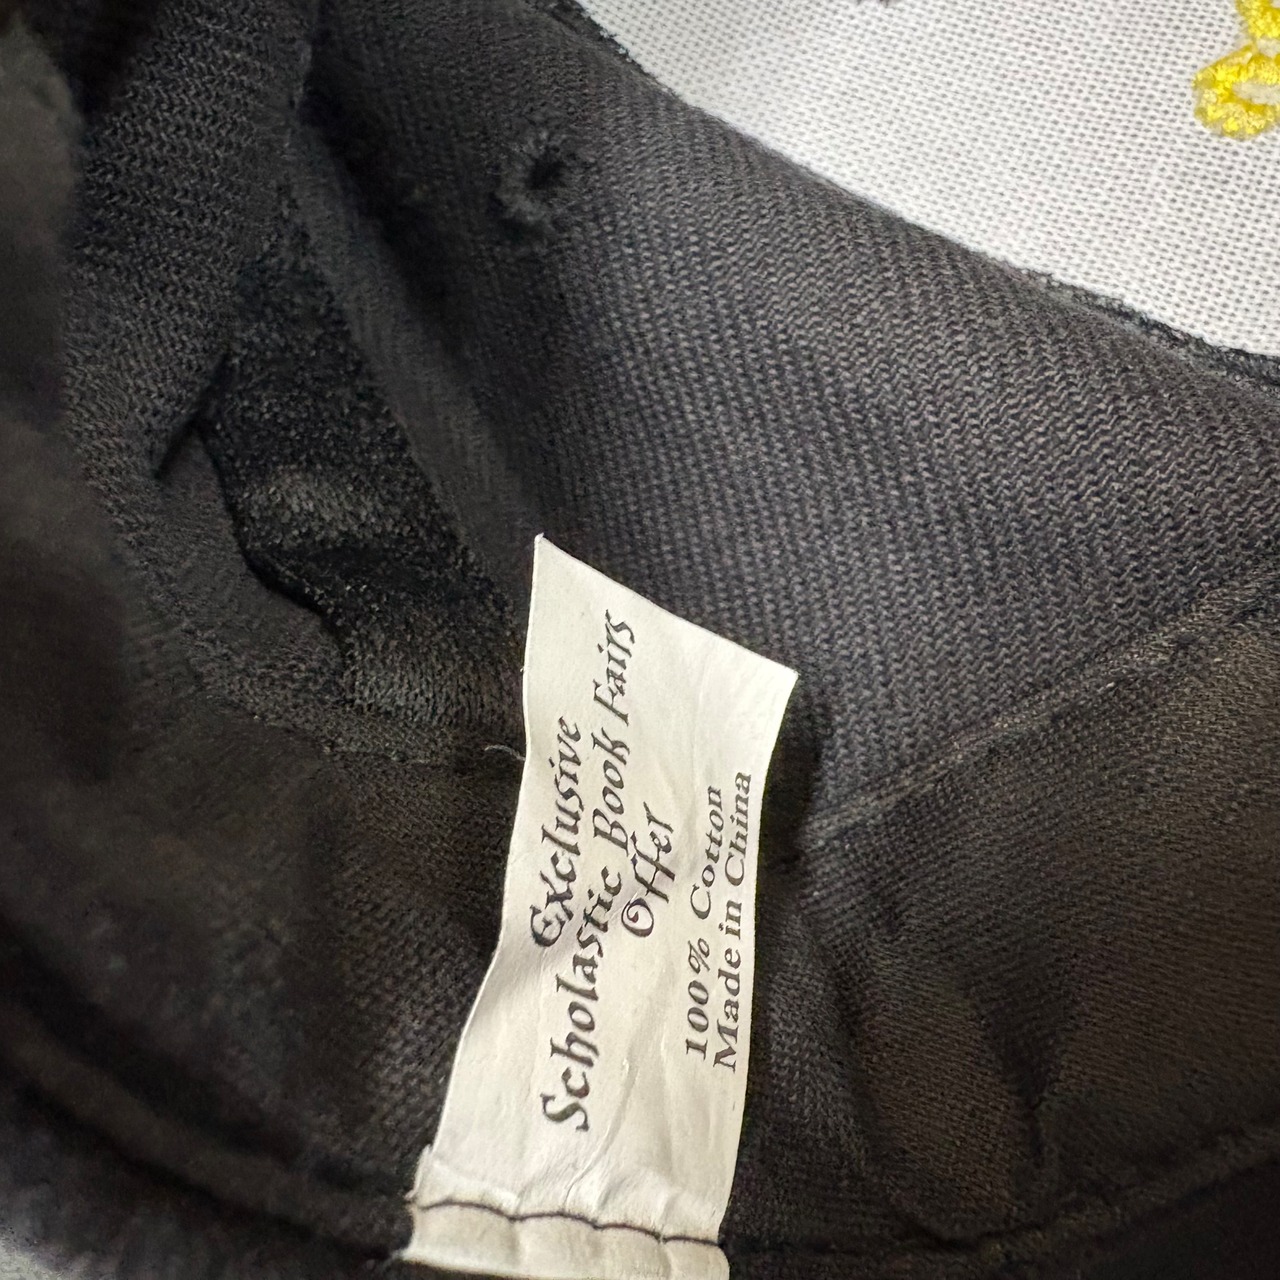 Exclusive
Scholastic Book Fairs
Offer
100% Cotton
Made in China